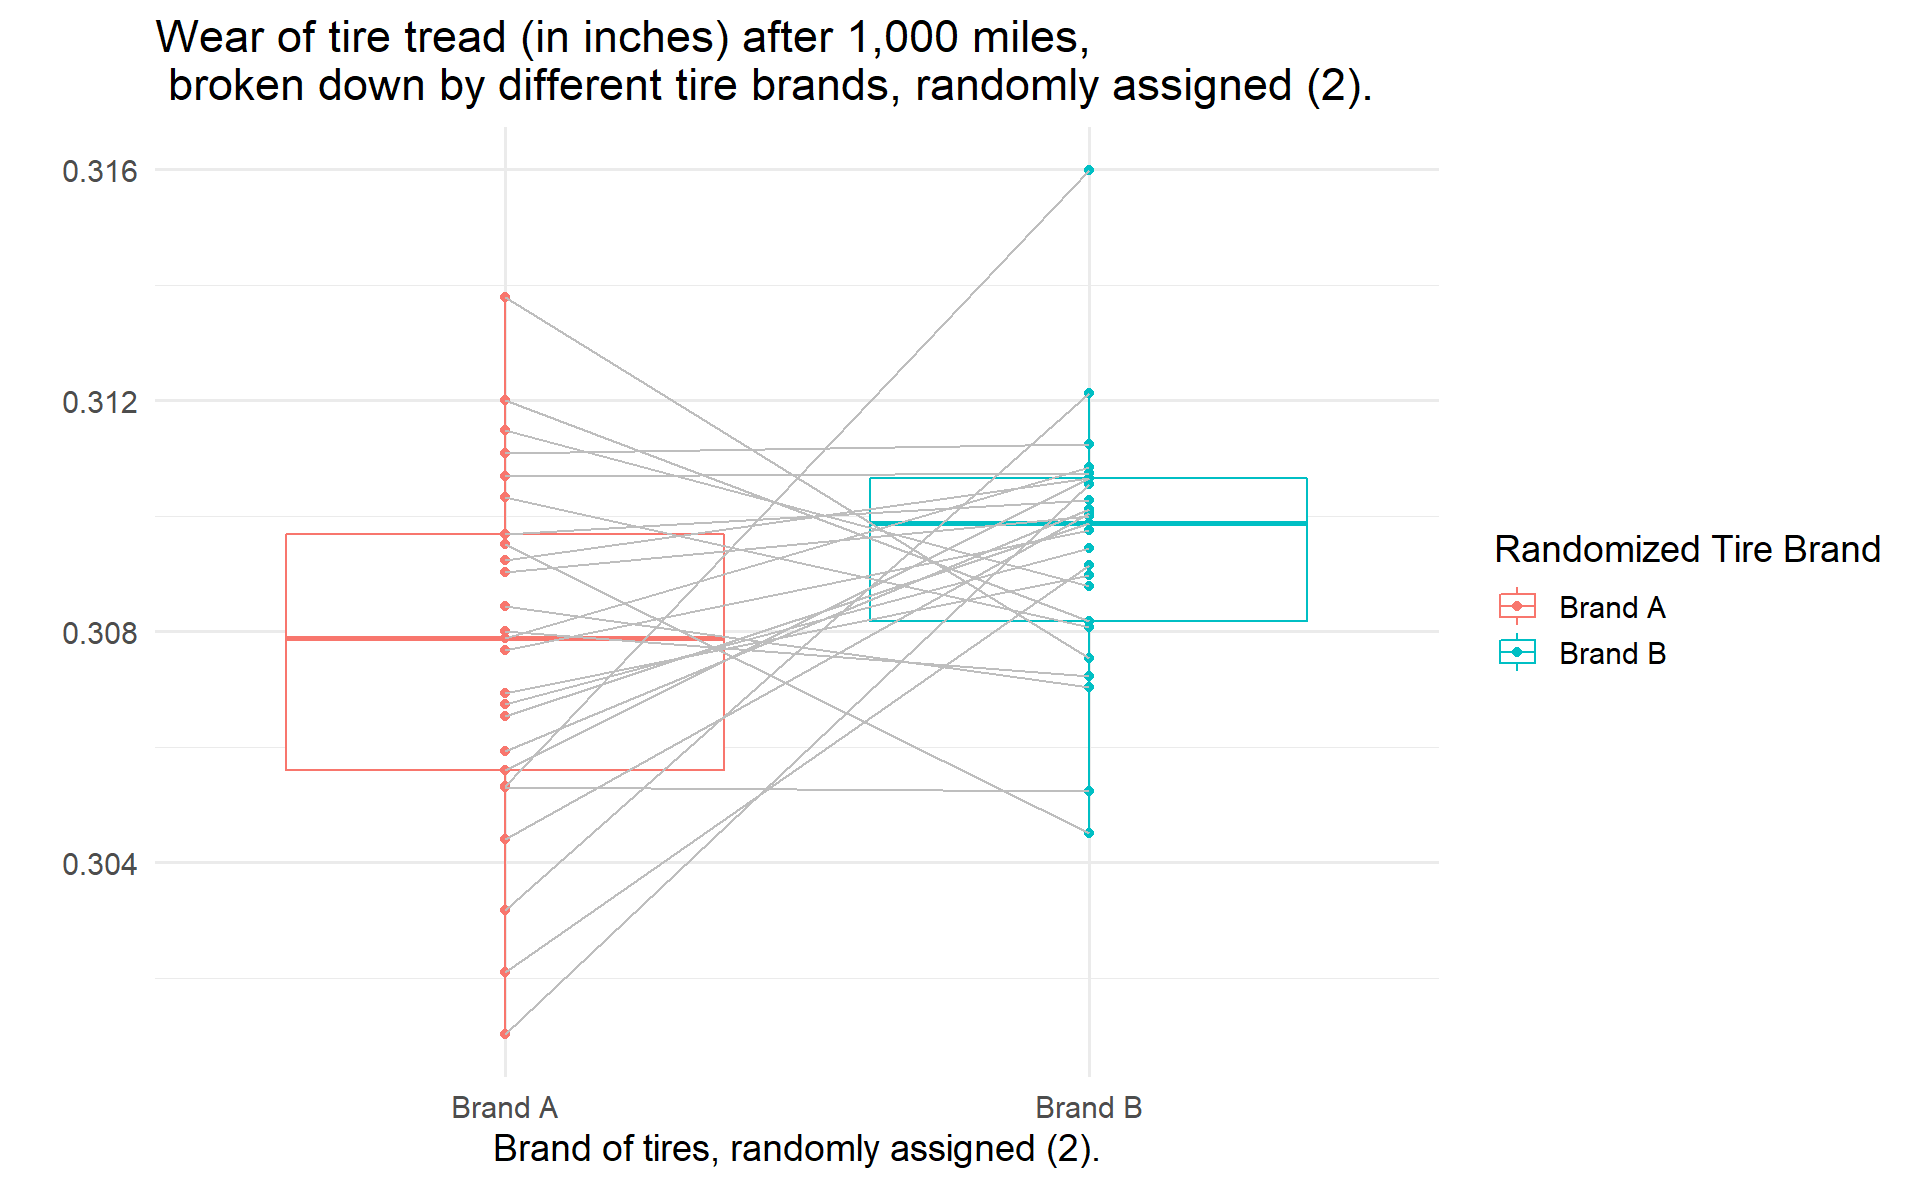 Wear of tire tread (in inches) after 1,000 miles,
broken down by different tire brands, randomly assigned (2).
0.316
0.312
0.308
0.304
Brand A
Brand B
Brand of tires, randomly assigned (2).
Randomized Tire Brand
Brand A
Brand B